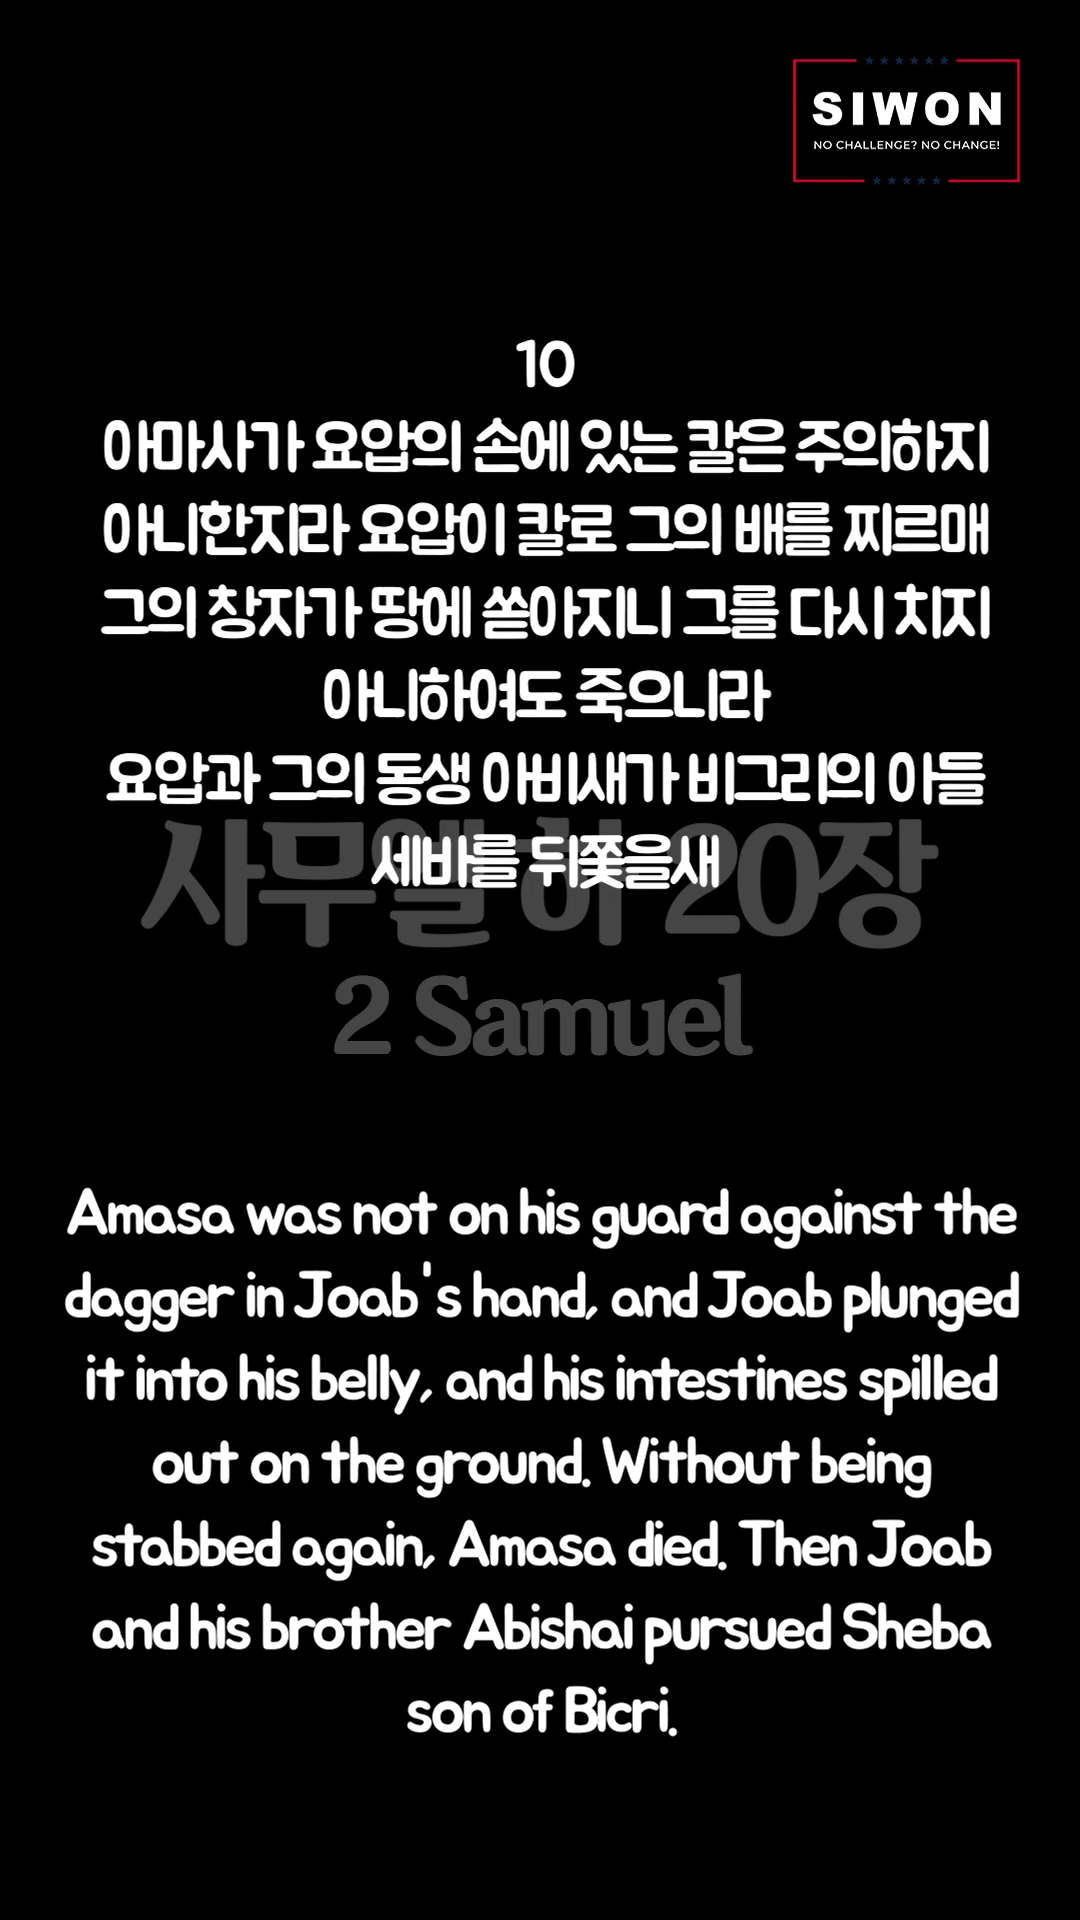 SIWON
NO CHALLENGE? NO CHANGE!
10
아마사가 요압의 손에 있는 칼은 주의하지
아니한지라 요압이 칼로 그의 배를 찌르매
그의 창자가 땅에 쏟아지니 그를 다시 치지
아니하여도 죽으니라
요압과 그의 동생 아비새가 비그리의 아들
세바를 뒤쫓을새
사무엘하 20장
2 Samuel
Amasa was not on his guard against the
dagger in Joab's hand, and Joab plunged
it into his belly, and his intestines spilled
out on the ground. Without being
stabbed again, Amasa died. Then Joab
and his brother Abishai pursued Sheba
son of Bicri.